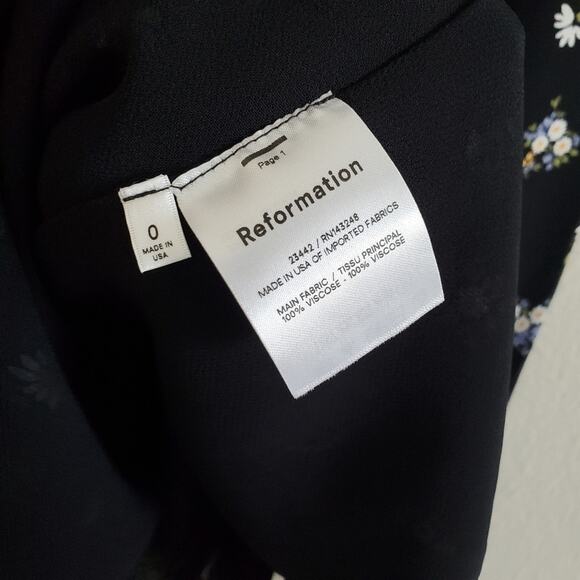 0
MADE IN
USA
Page 1
Reformation
23442 / RN143248
MADE IN USA OF IMPORTED FABRICS
MAIN FABRIC / TISSU PRINCIPAL
100% VISCOSE - 100% VISCOSE